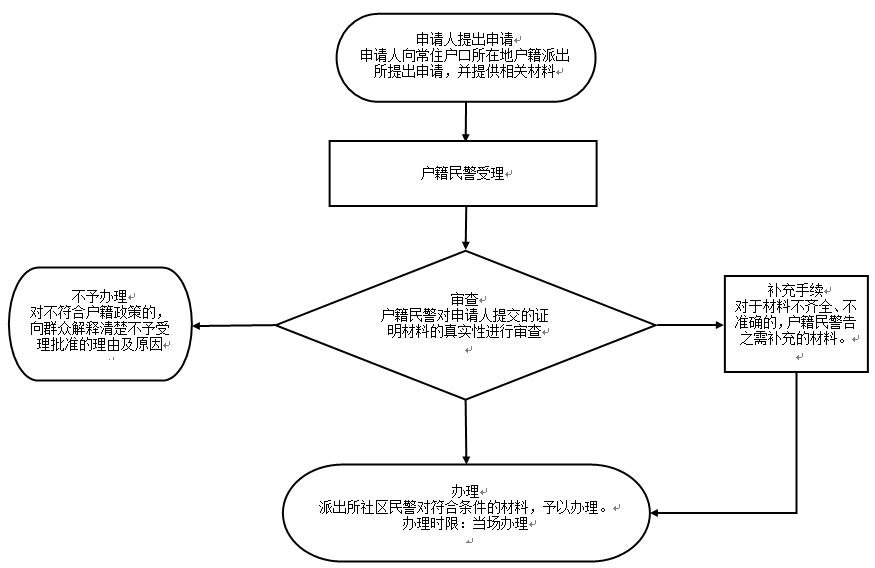 申请人提出申请
申请人向常住户口所在地户籍派出
所提出申请，并提供相关材料
户籍民警受理
审查
户籍民警对申请人提交的证
明材料的真实性进行审查
不予办理
对不符合户籍政策的，
向群众解释清楚不予受
理批准的理由及原因
补充手续
对于材料不齐全、不
准确的，户籍民警告
之需补充的材料。
办理
派出所社区民警对符合条件的材料，予以办理。
办理时限：当场办理